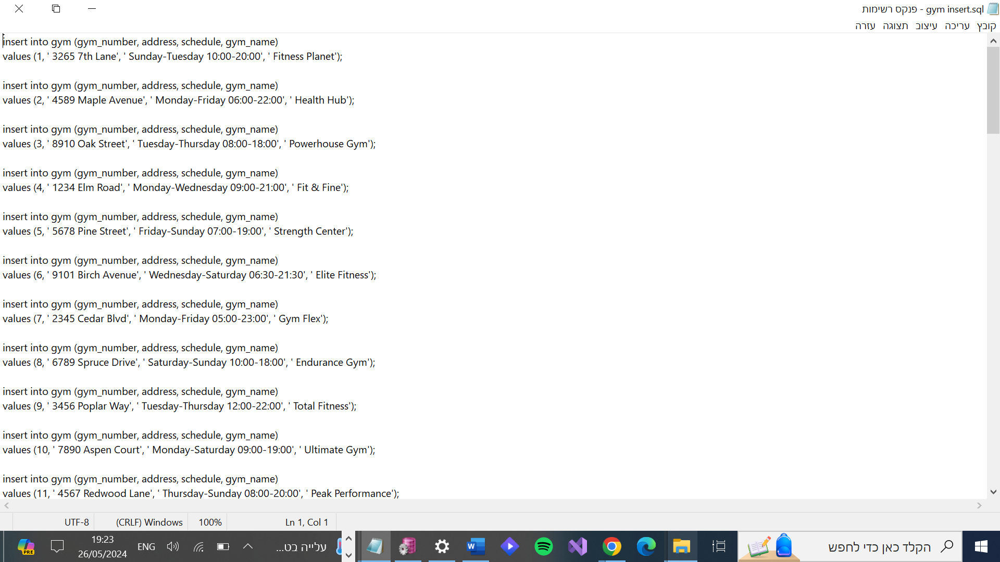 gym insert.sql - פנקס רשימות
קובץ עריכה עיצוב תצוגה עזרה
insert into gym (gym_number, address, schedule, gym_name)
values (1, ' 3265 7th Lane', ' Sunday-Tuesday 10:00-20:00', ' Fitness Planet');
insert into gym (gym_number, address, schedule, gym_name)
values (2, ' 4589 Maple Avenue', ' Monday-Friday 06:00-22:00', ' Health Hub');
insert into gym (gym_number, address, schedule, gym_name)
values (3, ' 8910 Oak Street', ' Tuesday-Thursday 08:00-18:00', ' Powerhouse Gym');
insert into gym (gym_number, address, schedule, gym_name)
values (4, ' 1234 Elm Road', ' Monday-Wednesday 09:00-21:00', ' Fit & Fine');
insert into gym (gym_number, address, schedule, gym_name)
values (5, ' 5678 Pine Street', ' Friday-Sunday 07:00-19:00', ' Strength Center');
insert into gym (gym_number, address, schedule, gym_name)
values (6, ' 9101 Birch Avenue', ' Wednesday-Saturday 06:30-21:30', ' Elite Fitness');
insert into gym (gym_number, address, schedule, gym_name)
values (7, ' 2345 Cedar Blvd', ' Monday-Friday 05:00-23:00', ' Gym Flex');
insert into gym (gym_number, address, schedule, gym_name)
values (8, ' 6789 Spruce Drive', ' Saturday-Sunday 10:00-18:00', ' Endurance Gym');
insert into gym (gym_number, address, schedule, gym_name)
values (9, ' 3456 Poplar Way', ' Tuesday-Thursday 12:00-22:00', ' Total Fitness');
insert into gym (gym_number, address, schedule, gym_name)
values (10, ' 7890 Aspen Court', ' Monday-Saturday 09:00-19:00', ' Ultimate Gym');
insert into gym (gym_number, address, schedule, gym_name)
values (11, ' 4567 Redwood Lane', ' Thursday-Sunday 08:00-20:00', ' Peak Performance');
UTF-8 (CRLF) Windows 100% Ln 1, Col 1
PRE
19:23
26/05/2024
ENG
עלייה בט...
W
הקלד כאן כדי לחפש